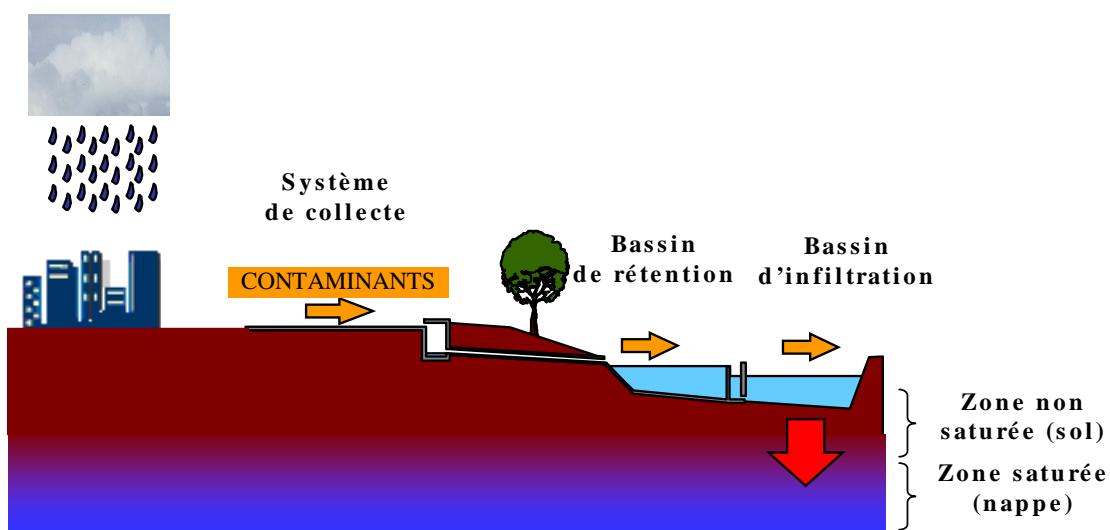 Système
de collecte
CONTAMINANTS
Bassin
de rétention
Bassin
d'infiltration
Zone non
saturée (sol)
Zone saturée
(nappe)